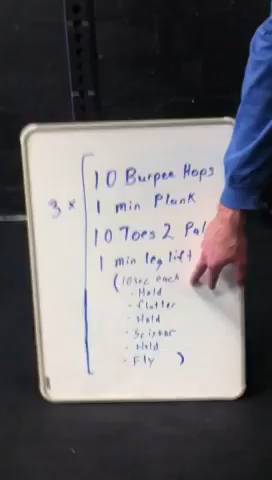 10 Burpee Hops
3 x
1 min Plank
10 Toes 2
1 min leg lift
(10sec each
- Hold
- flutter
- Hold
- Scissor
- Hold
- Fly )